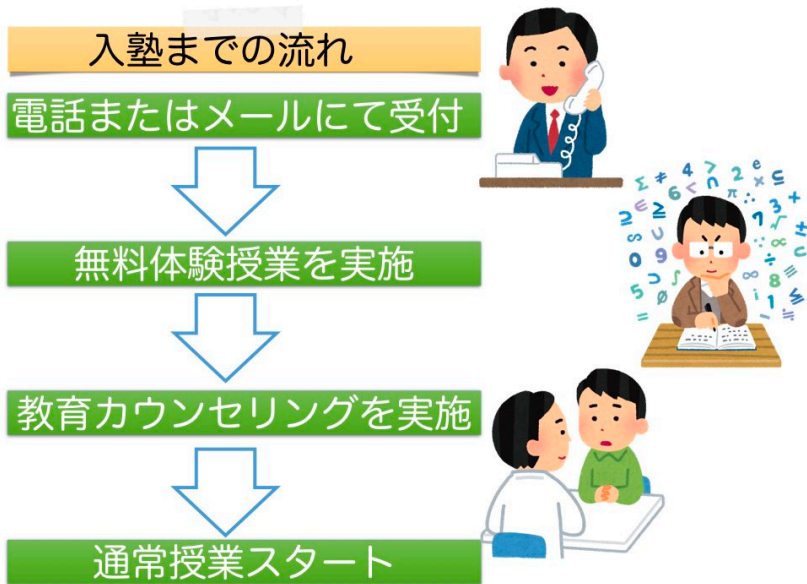 入塾までの流れ
電話またはメールにて受付
無料体験授業を実施
教育カウンセリングを実施
通常授業スタート